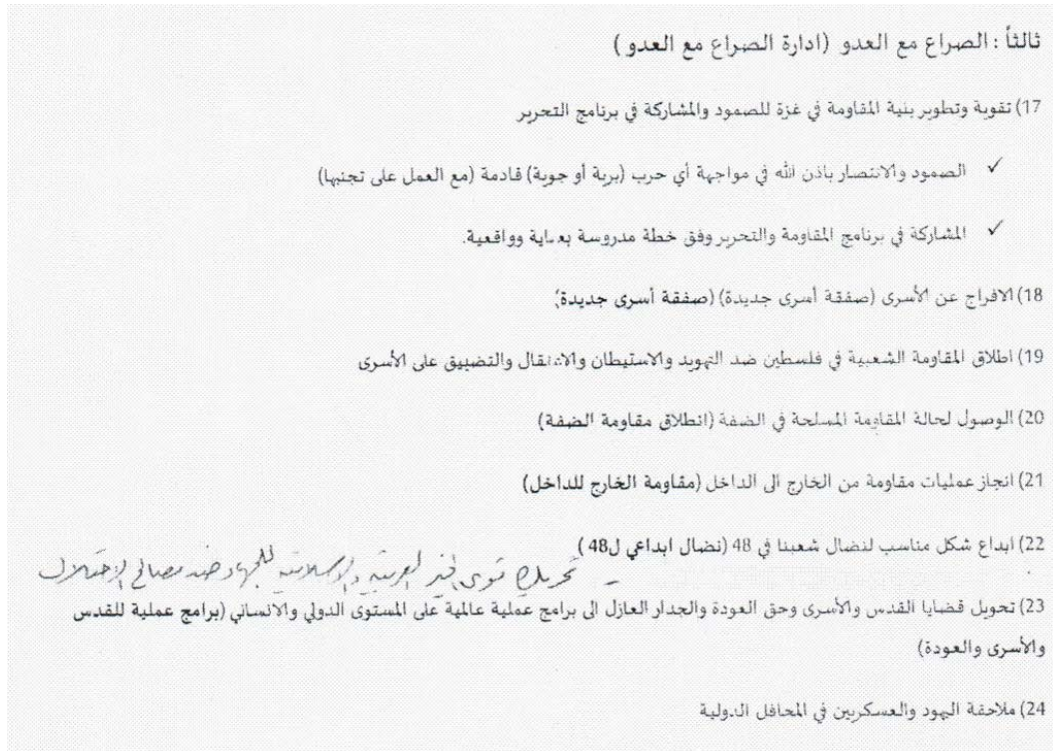 ثالثاً : الصراع مع العدو (ادارة الصراع مع العدو )
17) تقوية وتطوير بنية المقاومة في غزة للصمود والمشاركة في برنامج التحرير
✓ الصمود والانتصار باذن الله في مواجهة أي حرب (برية أو جوية) قادمة (مع العمل على تجنبها)
✓ المشاركة في برنامج المقاومة والتحرير وفق خطة مدروسة بعناية وواقعية.
18) الافراج عن الأسرى (صفقة أسرى جديدة) (صفقة أسرى جديدة)
19) اطلاق المقاومة الشعبية في فلسطين ضد التهويد والاستيطان والاعتقال والتضييق على الأسرى
20) الوصول لحالة المقاومة المسلحة في الضفة (انطلاق مقاومة الضفة)
21) انجاز عمليات مقاومة من الخارج الى الداخل (مقاومة الخارج للداخل)
22) ابداع شكل مناسب لنضال شعبنا في 48 (نضال ابداعي ل48 )
- تحريك قوى العربية والاسلامية للجهاد ضد مصالح الاحتلال
23) تحويل قضايا القدس والأسرى وحق العودة والجدار العازل الى برامج عملية عالمية على المستوى الدولي والانساني (برامج عملية للقدس
والأسرى والعودة)
24) ملاحقة اليهود والعسكريين في المحافل الدولية